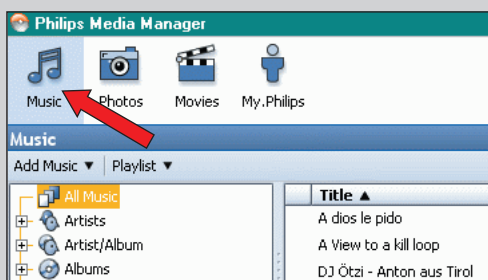 Philips Media Manager
Music Photos Movies My.Philips
Music
Add Music ▼ Playlist ▼
All Music
Artists
Artist/Album
Albums
Title ▲
A dios le pido
A View to a kill loop
DJ Ötzi - Anton aus Tirol